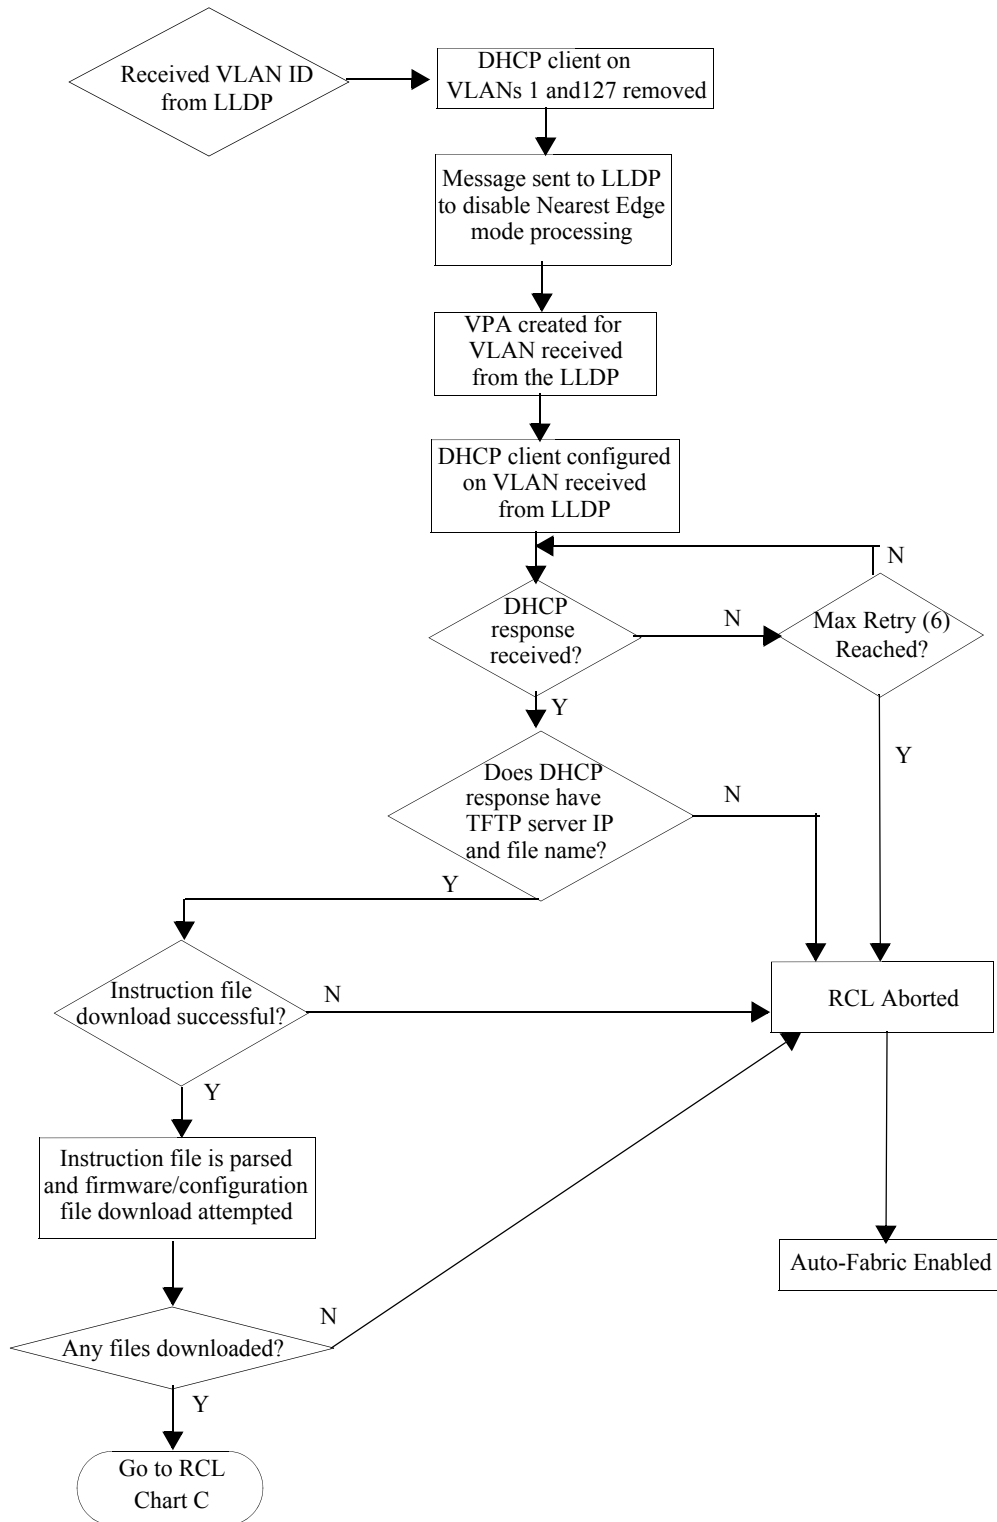 Received VLAN ID
from LLDP
DHCP client on
VLANs 1 and127 removed
Message sent to LLDP
to disable Nearest Edge
mode processing
VPA created for
VLAN received
from the LLDP
DHCP client configured
on VLAN received
from LLDP
N
DHCP
response
received?
N
Max Retry (6)
Reached?
Y
Y
Does DHCP
response have
TFTP server IP
and file name?
N
Y
Instruction file
download successful?
N
RCL Aborted
Y
Instruction file is parsed
and firmware/configuration
file download attempted
Auto-Fabric Enabled
N
Any files downloaded?
Y
Go to RCL
Chart C